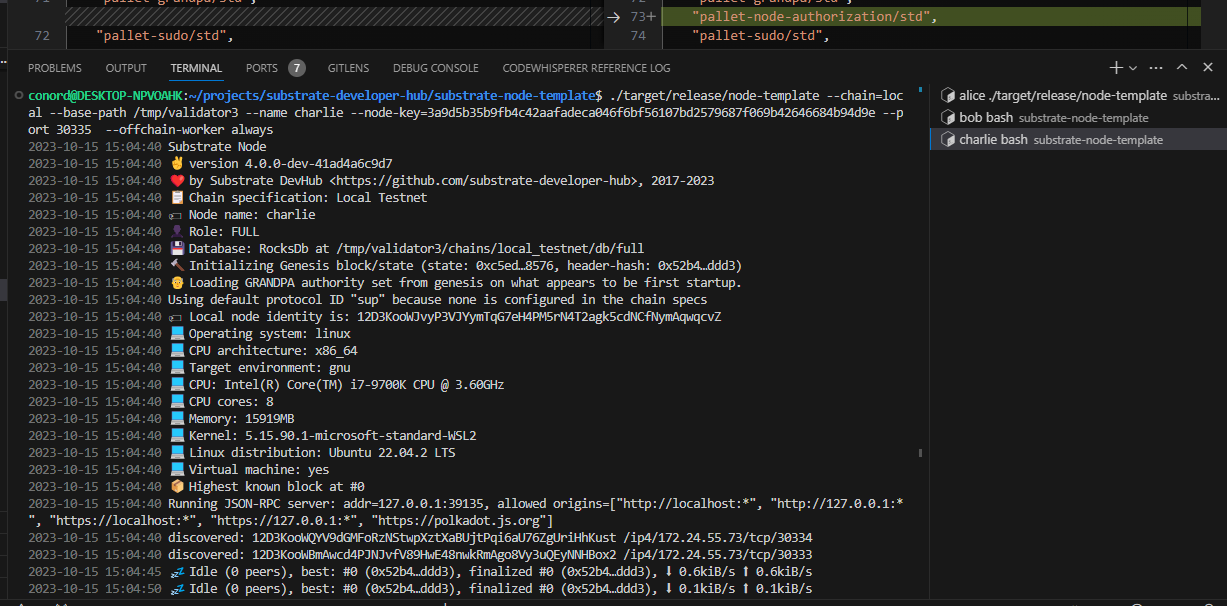 71 "pallet-grandpa/std", 72 "pallet-grandpa/std",
73+ "pallet-node-authorization/std",
72 "pallet-sudo/std", 74 "pallet-sudo/std",
PROBLEMS OUTPUT TERMINAL PORTS 7 GITLENS DEBUG CONSOLE CODEWHISPERER REFERENCE LOG
conord@DESKTOP-NPVOAHK:~/projects/substrate-developer-hub/substrate-node-template$ ./target/release/node-template --chain=loc
al --base-path /tmp/validator3 --name charlie --node-key=3a9d5b35b9fb4c42aafadeca046f6bf56107bd2579687f069b42646684b94d9e --p
ort 30335  --offchain-worker always
2023-10-15 15:04:40 Substrate Node
2023-10-15 15:04:40 ✌️ version 4.0.0-dev-41ad4a6c9d7
2023-10-15 15:04:40 ❤️ by Substrate DevHub <https://github.com/substrate-developer-hub>, 2017-2023
2023-10-15 15:04:40 📋 Chain specification: Local Testnet
2023-10-15 15:04:40 🏷 Node name: charlie
2023-10-15 15:04:40 👤 Role: FULL
2023-10-15 15:04:40 💾 Database: RocksDb at /tmp/validator3/chains/local_testnet/db/full
2023-10-15 15:04:40 🔨 Initializing Genesis block/state (state: 0xc5ed…8576, header-hash: 0x52b4…ddd3)
2023-10-15 15:04:40 👴 Loading GRANDPA authority set from genesis on what appears to be first startup.
2023-10-15 15:04:40 Using default protocol ID "sup" because none is configured in the chain specs
2023-10-15 15:04:40 🏷 Local node identity is: 12D3KooWJvyP3VJYymTqG7eH4PM5rN4T2agk5cdNCfNymAqwqcvZ
2023-10-15 15:04:40 💻 Operating system: linux
2023-10-15 15:04:40 💻 CPU architecture: x86_64
2023-10-15 15:04:40 💻 Target environment: gnu
2023-10-15 15:04:40 💻 CPU: Intel(R) Core(TM) i7-9700K CPU @ 3.60GHz
2023-10-15 15:04:40 💻 CPU cores: 8
2023-10-15 15:04:40 💻 Memory: 15919MB
2023-10-15 15:04:40 💻 Kernel: 5.15.90.1-microsoft-standard-WSL2
2023-10-15 15:04:40 💻 Linux distribution: Ubuntu 22.04.2 LTS
2023-10-15 15:04:40 💻 Virtual machine: yes
2023-10-15 15:04:40 📦 Highest known block at #0
2023-10-15 15:04:40 Running JSON-RPC server: addr=127.0.0.1:39135, allowed origins=["http://localhost:*", "http://127.0.0.1:*
", "https://localhost:*", "https://127.0.0.1:*", "https://polkadot.js.org"]
2023-10-15 15:04:40 discovered: 12D3KooWQYV9dGMFoRzNStwpXztXaBUjtPqi6aU76ZgUriHhKust /ip4/172.24.55.73/tcp/30334
2023-10-15 15:04:40 discovered: 12D3KooWBmAwcd4PJNJvfV89HwE48nwkRmAgo8Vy3uQEyNNHBox2 /ip4/172.24.55.73/tcp/30333
2023-10-15 15:04:45 💤 Idle (0 peers), best: #0 (0x52b4…ddd3), finalized #0 (0x52b4…ddd3), ⬇ 0.6kiB/s ⬆ 0.6kiB/s
2023-10-15 15:04:50 💤 Idle (0 peers), best: #0 (0x52b4…ddd3), finalized #0 (0x52b4…ddd3), ⬇ 0.1kiB/s ⬆ 0.1kiB/s
alice ./target/release/node-template substra...
bob bash substrate-node-template
charlie bash substrate-node-template